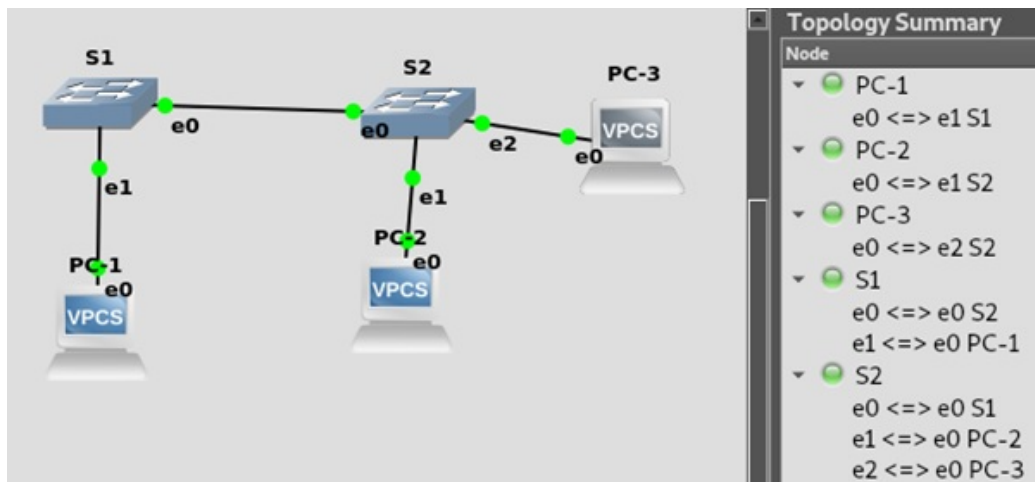 S1
S2
PC-3
e0
e0
e2
e0
VPCS
e1
e1
PC-1
e0
VPCS
PC-2
e0
VPCS
Topology Summary
Node
PC-1
e0 <=> e1 S1
PC-2
e0 <=> e1 S2
PC-3
e0 <=> e2 S2
S1
e0 <=> e0 S2
e1 <=> e0 PC-1
S2
e0 <=> e0 S1
e1 <=> e0 PC-2
e2 <=> e0 PC-3